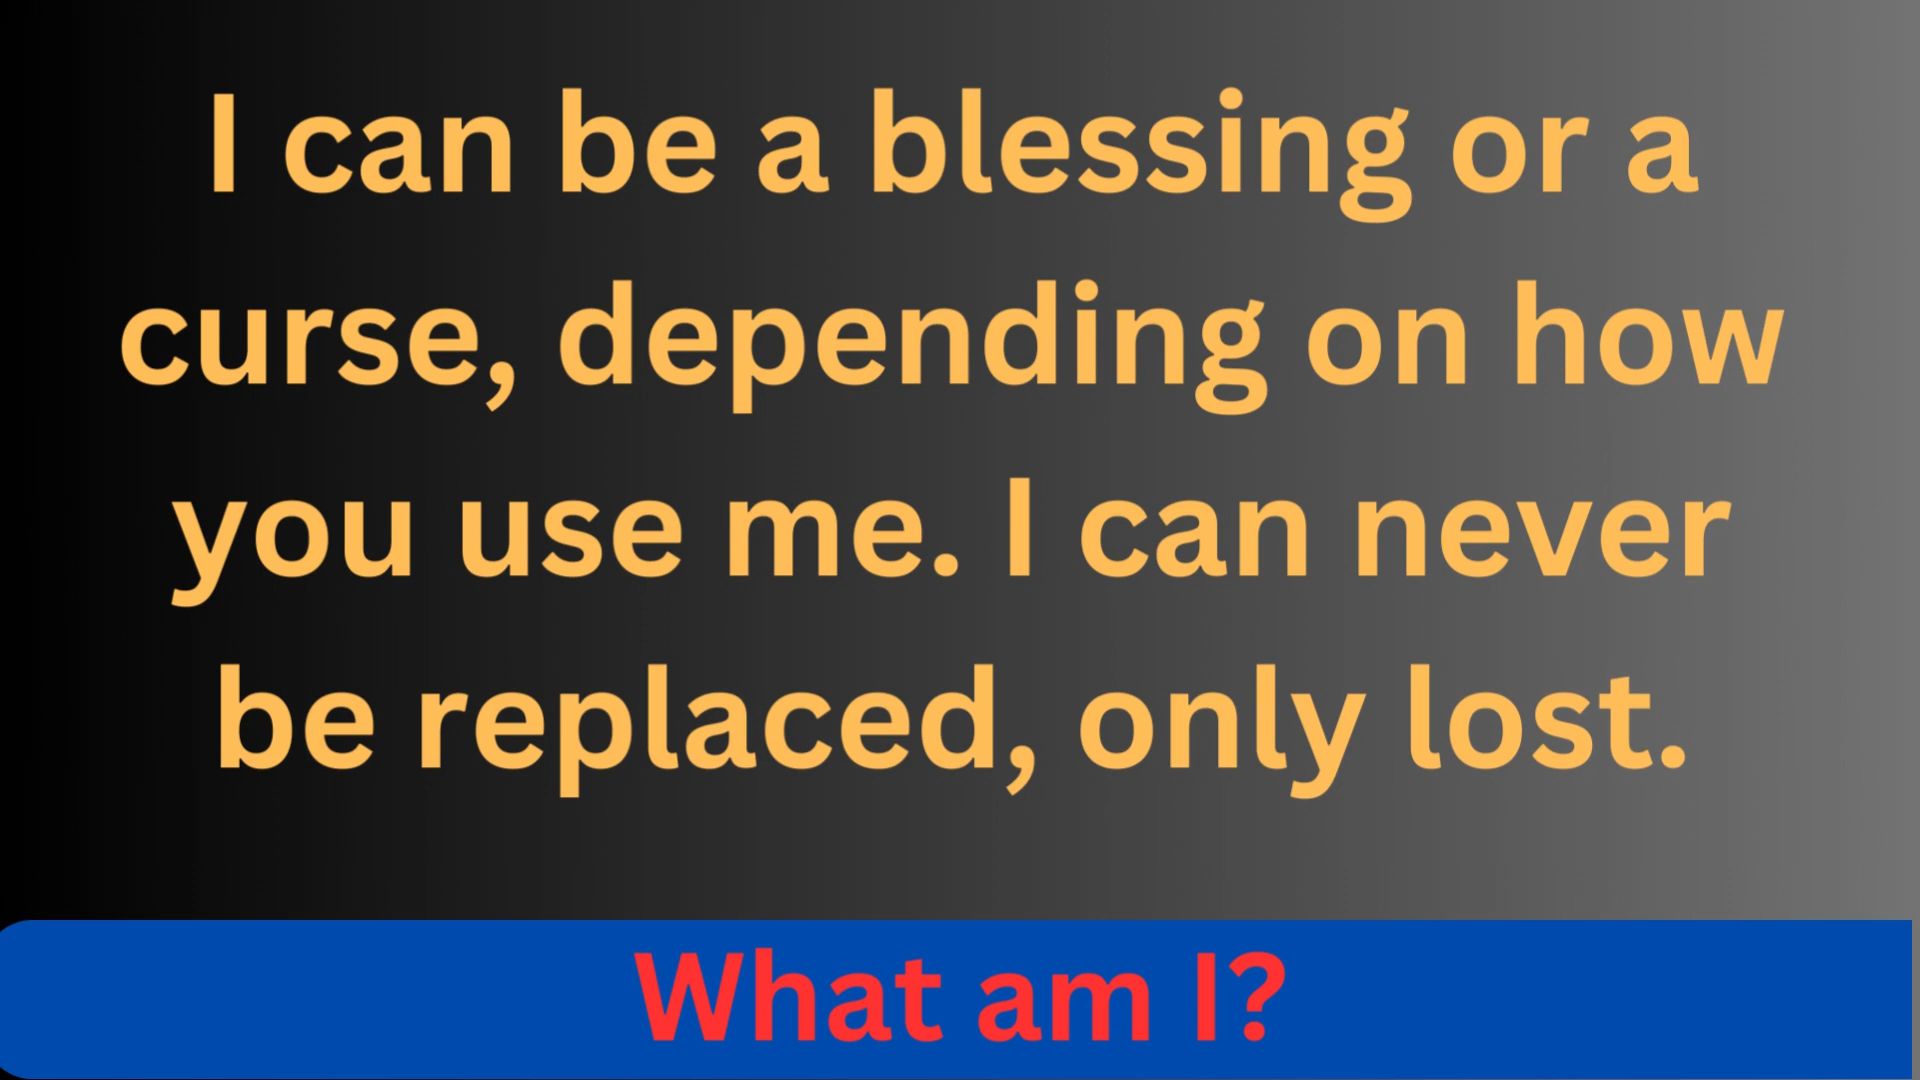 I can be a blessing or a
curse, depending on how
you use me. I can never
be replaced, only lost.
What am I?